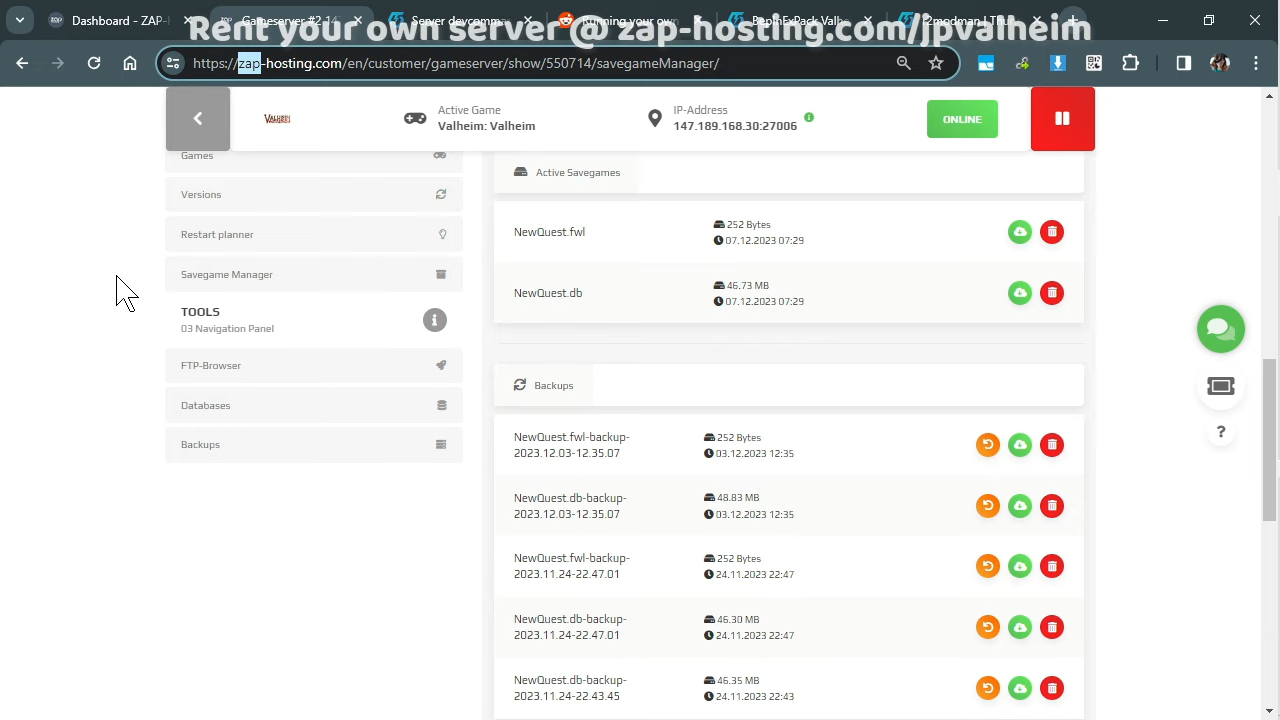 Dashboard - ZAP-
Gameserver #2.14
Server devcomma
Running your own
BepInExPack Valhe
r2modman | Thu
Rent your own server @ zap-hosting.com/jpvalheim
https://zap-hosting.com/en/customer/gameserver/show/550714/savegameManager/
VALHEIM
Active Game
Valheim: Valheim
IP-Address
147.189.168.30:27006
ONLINE
Games
Versions
Restart planner
Savegame Manager
TOOLS
03 Navigation Panel
FTP-Browser
Databases
Backups
Active Savegames
NewQuest.fwl
252 Bytes
07.12.2023 07:29
NewQuest.db
46.73 MB
07.12.2023 07:29
Backups
NewQuest.fwl-backup-
2023.12.03-12.35.07
252 Bytes
03.12.2023 12:35
NewQuest.db-backup-
2023.12.03-12.35.07
48.83 MB
03.12.2023 12:35
NewQuest.fwl-backup-
2023.11.24-22.47.01
252 Bytes
24.11.2023 22:47
NewQuest.db-backup-
2023.11.24-22.47.01
46.30 MB
24.11.2023 22:47
NewQuest.db-backup-
2023.11.24-22.43.45
46.35 MB
24.11.2023 22:43
?